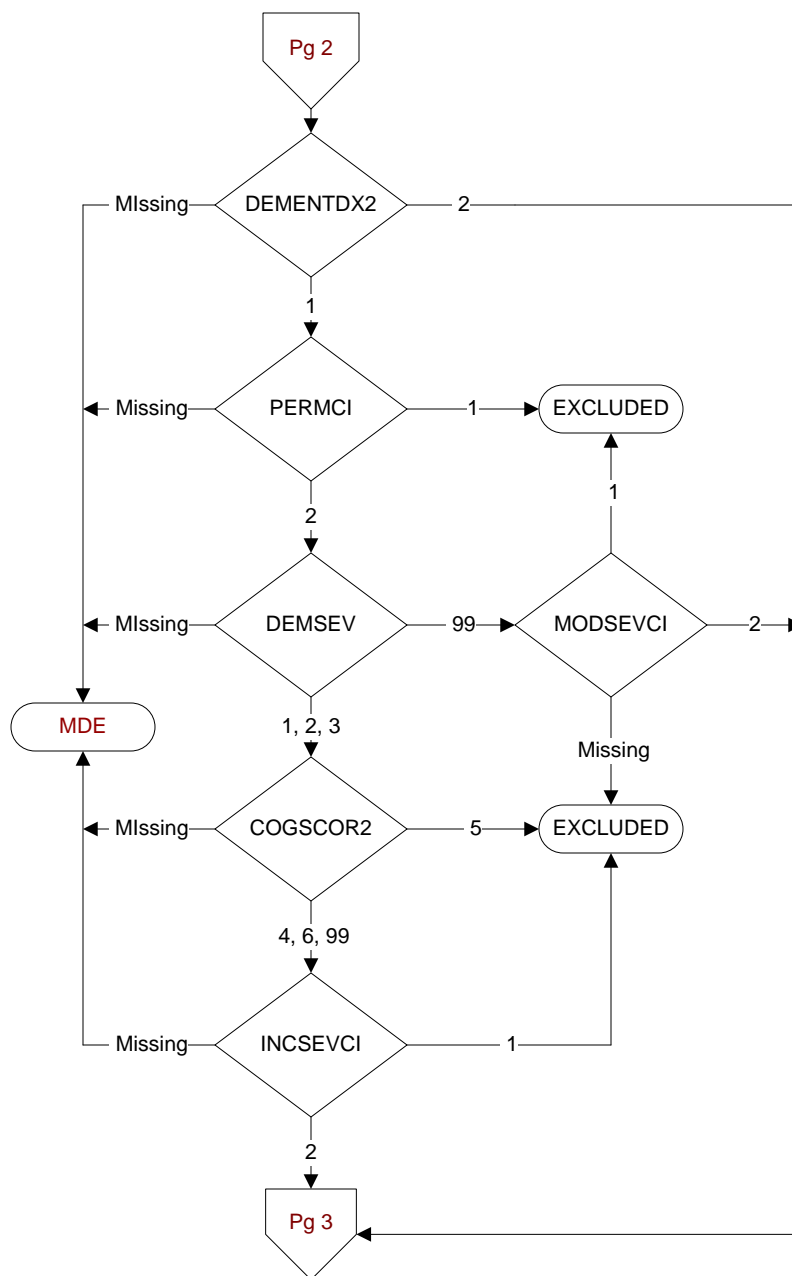 Pg 2
MIssing
DEMENTDX2
2
1
Missing
PERMCI
1
EXCLUDED
2
1
MIssing
DEMSEV
99
MODSEVCI
2
MDE
1, 2, 3
Missing
MIssing
COGSCOR2
5
EXCLUDED
4, 6, 99
Missing
INCSEVCI
1
2
Pg 3